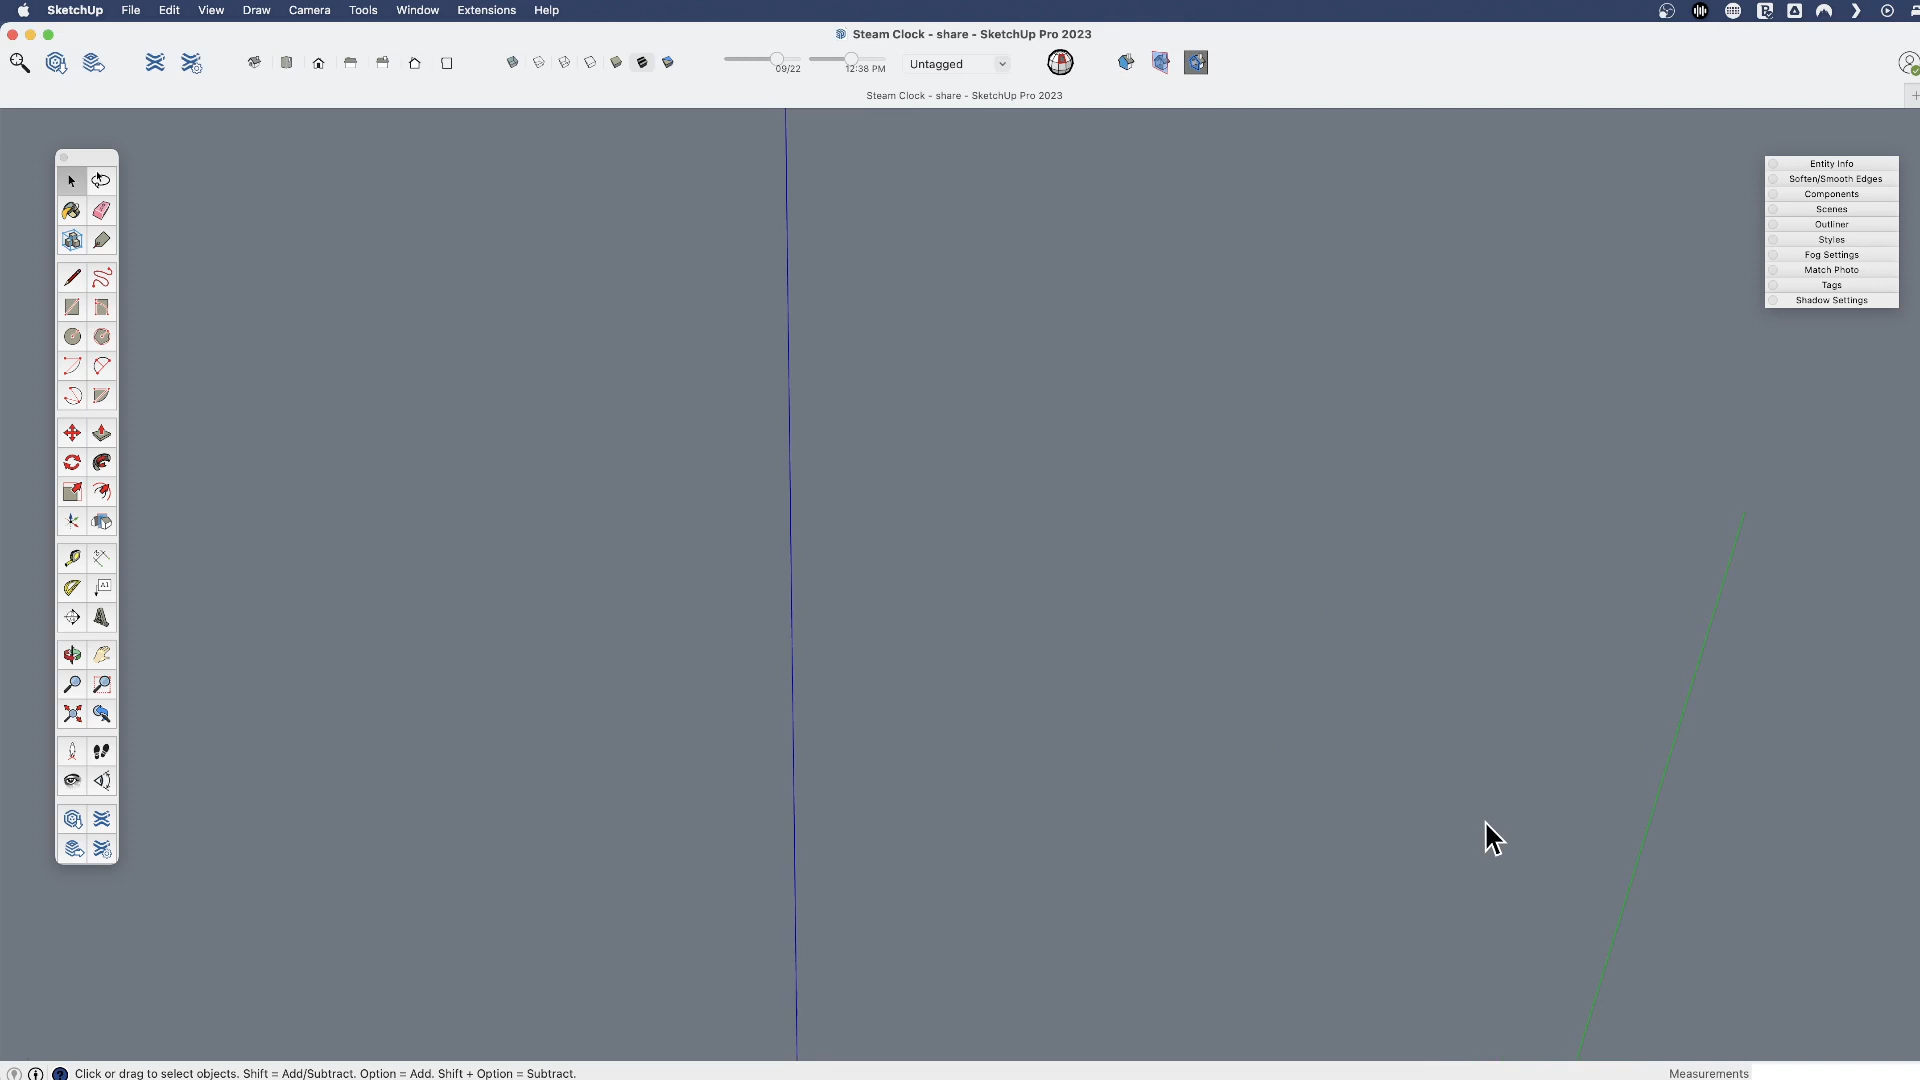 SketchUp File Edit View Draw Camera Tools Window Extensions Help
Steam Clock - share - SketchUp Pro 2023
09/22
12:38 PM
Untagged
Steam Clock - share - SketchUp Pro 2023
Entity Info
Soften/Smooth Edges
Components
Scenes
Outliner
Styles
Fog Settings
Match Photo
Tags
Shadow Settings
A1
Click or drag to select objects. Shift = Add/Subtract. Option = Add. Shift + Option = Subtract.
Measurements